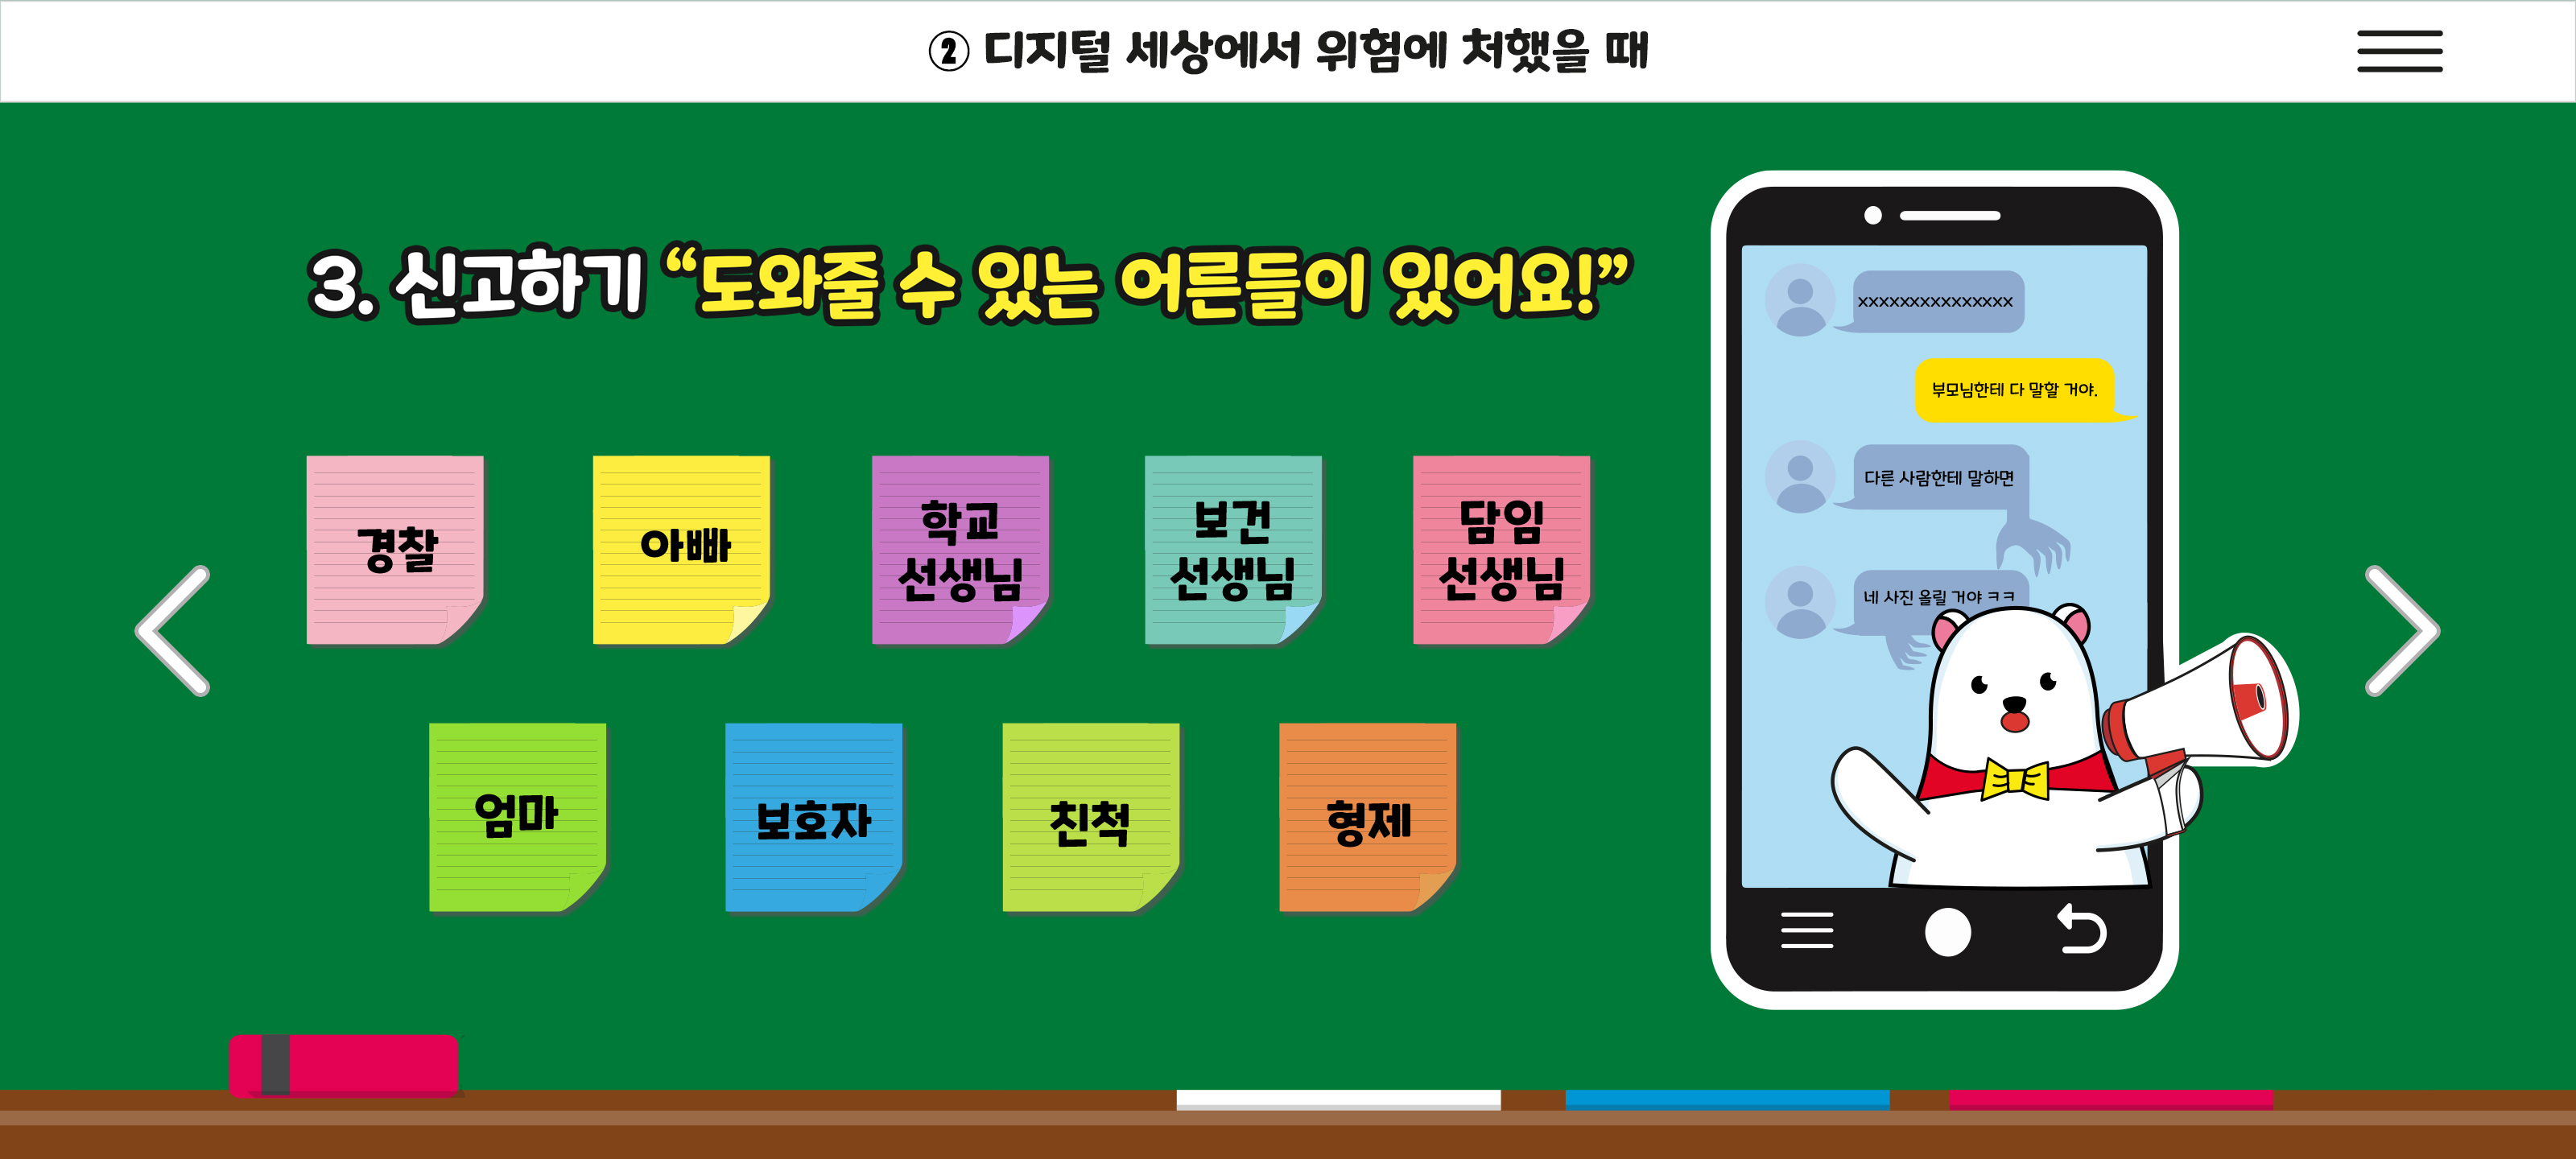 ② 디지털 세상에서 위험에 처했을 때
3. 신고하기 “도와줄 수 있는 어른들이 있어요!”
경찰
아빠
학교
선생님
보건
선생님
담임
선생님
엄마
보호자
친척
형제
xxxxxxxxxxxxxxx
부모님한테 다 말할 거야.
다른 사람한테 말하면
네 사진 올릴 거야 ㅋㅋ